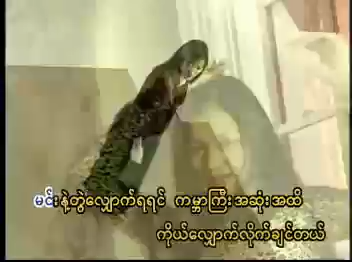 မင်းနဲ့တွဲလျှောက်ရရင် ကမ္ဘာကြီးအဆုံးအထိ
ကိုယ်လျှောက်လိုက်ချင်တယ်